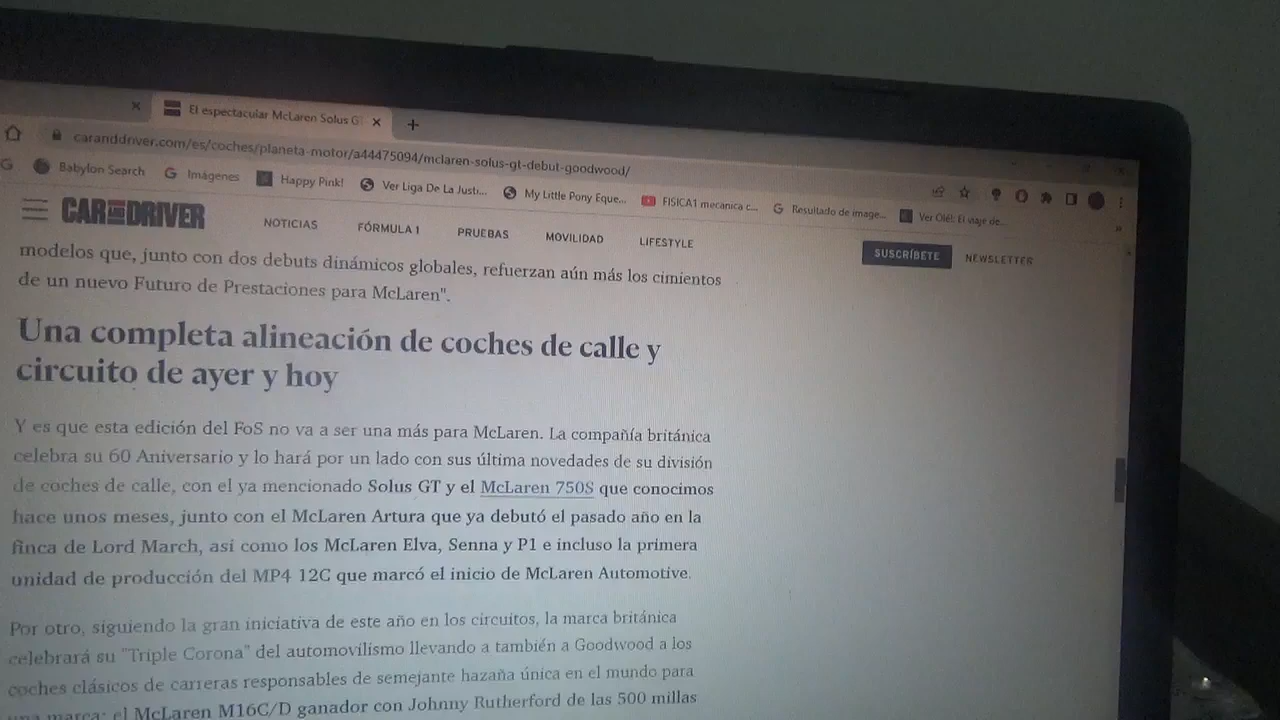 El espectacular McLaren Solus G
caranddriver.com/es/coches/planeta-motor/a44475094/mclaren-solus-gt-debut-goodwood/
G Babylon Search G Imágenes Happy Pink! Ver Liga De La Justi... My Little Pony Eque... FISICA1 mecanica c... G Resultado de image... Ver Olé!: El viaje de...
CAR AND DRIVER NOTICIAS FÓRMULA 1 PRUEBAS MOVILIDAD LIFESTYLE SUSCRÍBETE NEWSLETTER
modelos que, junto con dos debuts dinámicos globales, refuerzan aún más los cimientos
de un nuevo Futuro de Prestaciones para McLaren".
Una completa alineación de coches de calle y
circuito de ayer y hoy
Y es que esta edición del FoS no va a ser una más para McLaren. La compañía británica
celebra su 60 Aniversario y lo hará por un lado con sus última novedades de su división
de coches de calle, con el ya mencionado Solus GT y el McLaren 750S que conocimos
hace unos meses, junto con el McLaren Artura que ya debutó el pasado año en la
finca de Lord March, así como los McLaren Elva, Senna y P1 e incluso la primera
unidad de producción del MP4 12C que marcó el inicio de McLaren Automotive.
Por otro, siguiendo la gran iniciativa de este año en los circuitos, la marca británica
celebrará su "Triple Corona" del automovilismo llevando a también a Goodwood a los
coches clásicos de carreras responsables de semejante hazaña única en el mundo para
una marca: el McLaren M16C/D ganador con Johnny Rutherford de las 500 millas